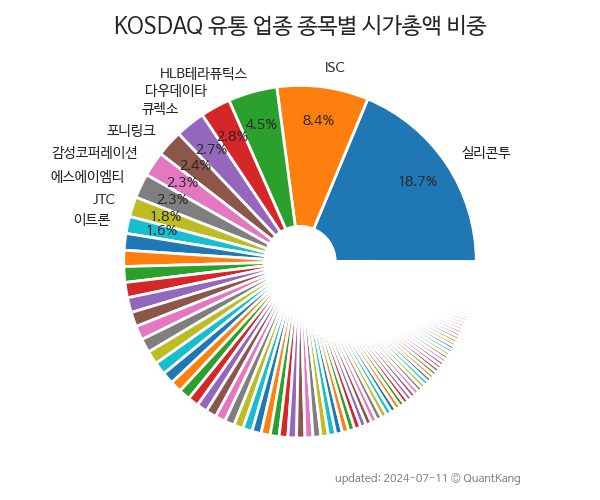 KOSDAQ 유통 업종 종목별 시가총액 비중
ISC
HLB테라퓨틱스
다우데이타
큐렉소
포니링크
감성코퍼레이션
에스에이엠티
JTC
이트론
실리콘투
18.7%
8.4%
4.5%
2.8%
2.7%
2.4%
2.3%
2.3%
1.8%
1.6%
updated: 2024-07-11 © QuantKang